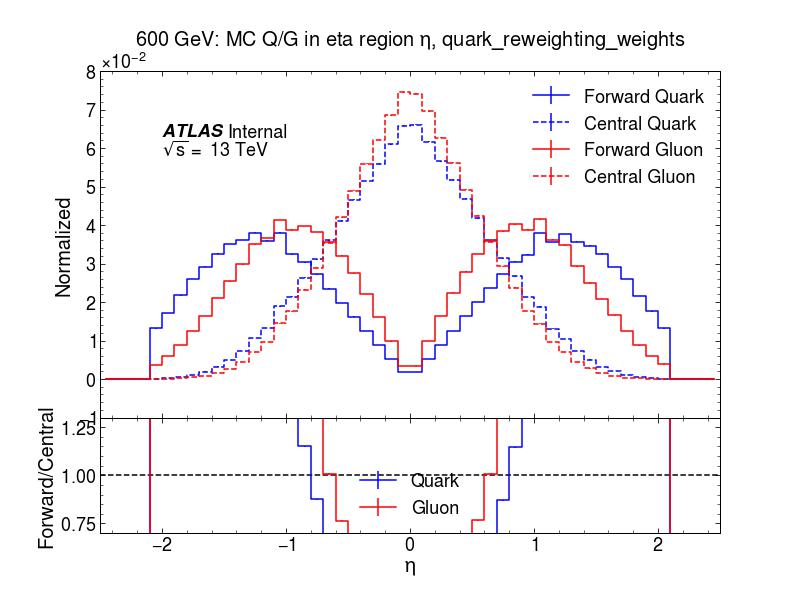 600 GeV: MC Q/G in eta region η, quark_reweighting_weights
×10⁻²
8
7
6
5
4
3
2
1
0
−1
Normalized
ATLAS Internal
√s = 13 TeV
Forward Quark
Central Quark
Forward Gluon
Central Gluon
1.25
1.00
0.75
Forward/Central
Quark
Gluon
−2 −1 0 1 2
η